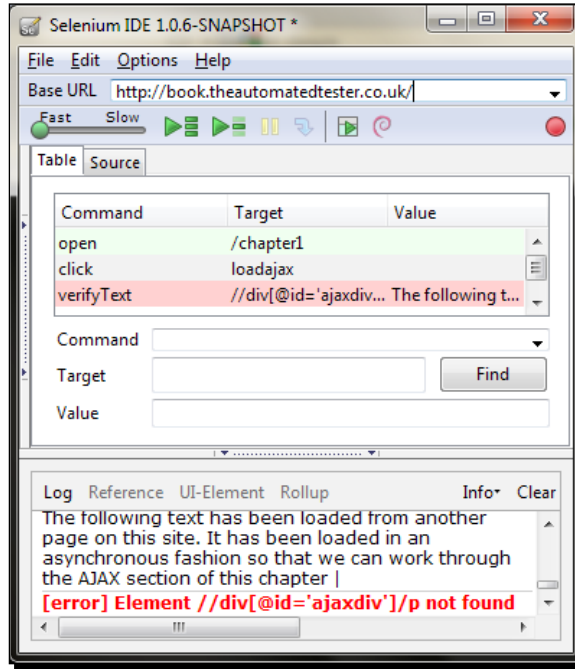 Selenium IDE 1.0.6-SNAPSHOT *
File Edit Options Help
Base URL http://book.theautomatedtester.co.uk/
Fast Slow
Table Source
Command Target Value
open /chapter1
click loadajax
verifyText //div[@id='ajaxdiv... The following t...
Command
Target Find
Value
Log Reference UI-Element Rollup Info Clear
The following text has been loaded from another
page on this site. It has been loaded in an
asynchronous fashion so that we can work through
the AJAX section of this chapter |
[error] Element //div[@id='ajaxdiv']/p not found